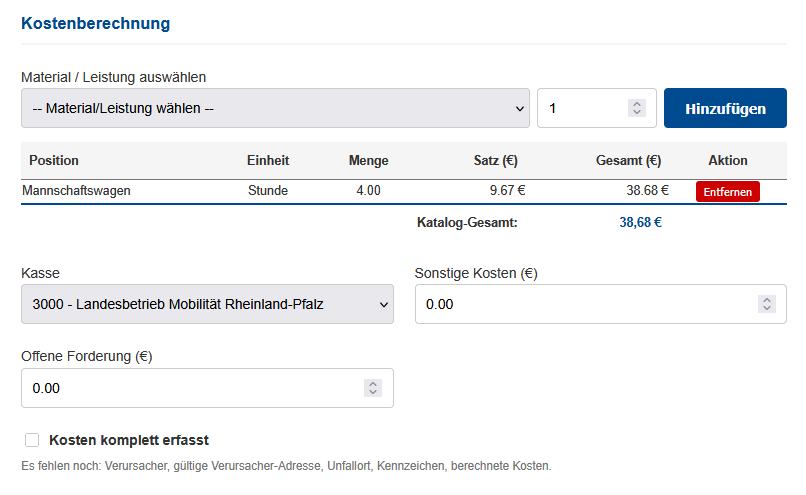 Kostenberechnung
Material / Leistung auswählen
-- Material/Leistung wählen --
1
Hinzufügen
Position Einheit Menge Satz (€) Gesamt (€) Aktion
Mannschaftswagen Stunde 4.00 9.67 € 38.68 € Entfernen
Katalog-Gesamt: 38,68 €
Kasse
3000 - Landesbetrieb Mobilität Rheinland-Pfalz
Sonstige Kosten (€)
0.00
Offene Forderung (€)
0.00
Kosten komplett erfasst
Es fehlen noch: Verursacher, gültige Verursacher-Adresse, Unfallort, Kennzeichen, berechnete Kosten.